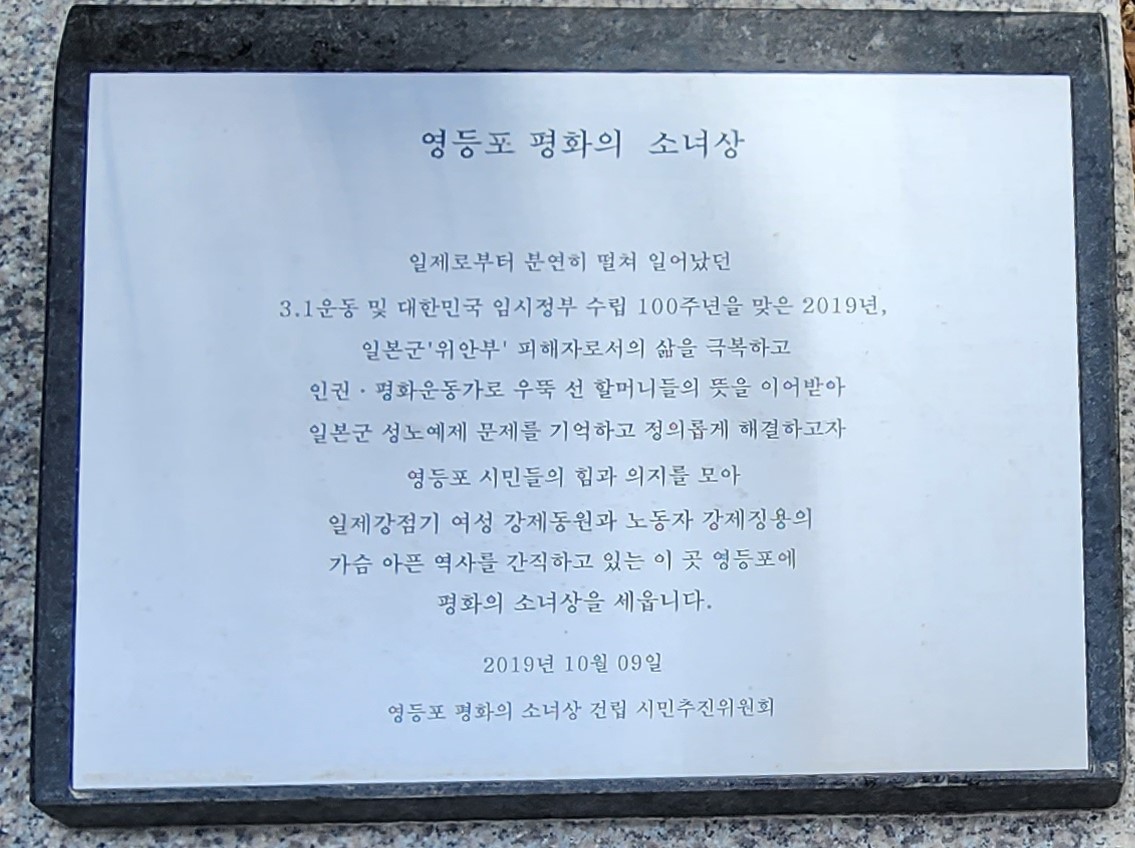 영등포 평화의 소녀상
일제로부터 분연히 떨쳐 일어났던
3.1운동 및 대한민국 임시정부 수립 100주년을 맞은 2019년,
일본군'위안부' 피해자로서의 삶을 극복하고
인권 · 평화운동가로 우뚝 선 할머니들의 뜻을 이어받아
일본군 성노예제 문제를 기억하고 정의롭게 해결하고자
영등포 시민들의 힘과 의지를 모아
일제강점기 여성 강제동원과 노동자 강제징용의
가슴 아픈 역사를 간직하고 있는 이 곳 영등포에
평화의 소녀상을 세웁니다.
2019년 10월 09일
영등포 평화의 소녀상 건립 시민추진위원회